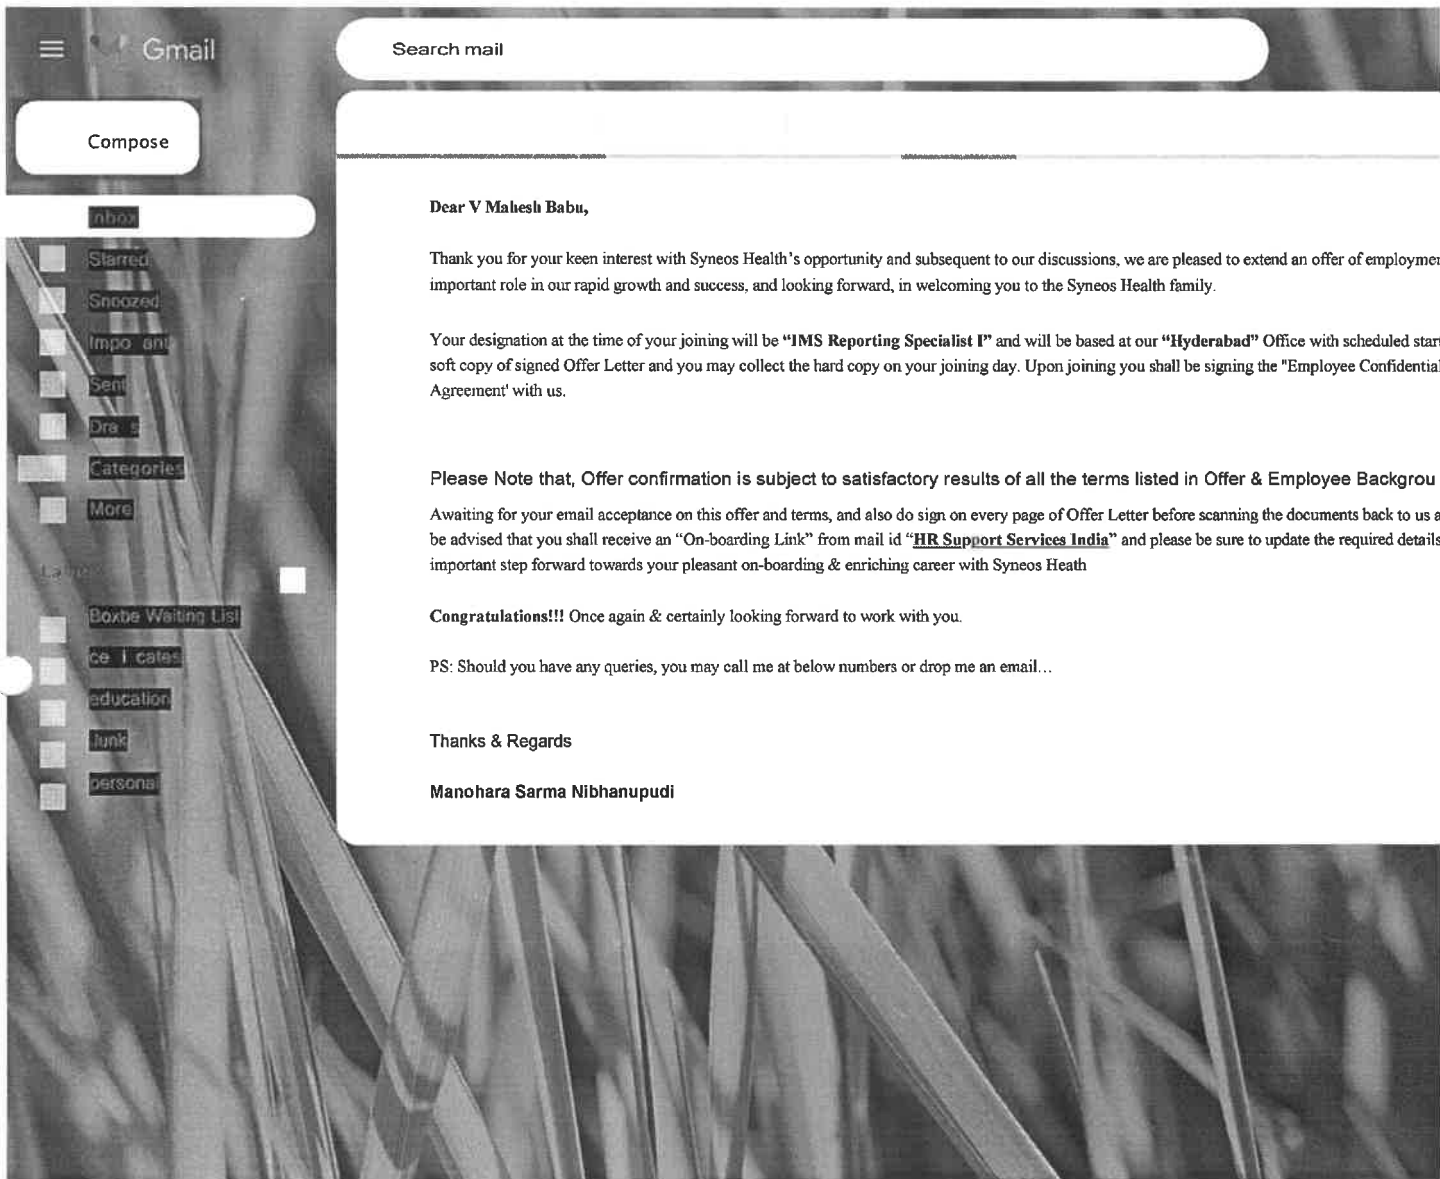 Gmail
Search mail
Compose
Inbox
Starred
Snoozed
Impo ant
Sent
Dra s
Categories
More
Boxbe Waiting List
ce i cates
education
Junk
personal
Dear V Mahesh Babu,
Thank you for your keen interest with Syneos Health's opportunity and subsequent to our discussions, we are pleased to extend an offer of employmen
important role in our rapid growth and success, and looking forward, in welcoming you to the Syneos Health family.
Your designation at the time of your joining will be “IMS Reporting Specialist I” and will be based at our “Hyderabad” Office with scheduled start
soft copy of signed Offer Letter and you may collect the hard copy on your joining day. Upon joining you shall be signing the "Employee Confidential
Agreement' with us.
Please Note that, Offer confirmation is subject to satisfactory results of all the terms listed in Offer & Employee Backgrou
Awaiting for your email acceptance on this offer and terms, and also do sign on every page of Offer Letter before scanning the documents back to us a
be advised that you shall receive an “On-boarding Link” from mail id “HR Support Services India” and please be sure to update the required details
important step forward towards your pleasant on-boarding & enriching career with Syneos Heath
Congratulations!!! Once again & certainly looking forward to work with you.
PS: Should you have any queries, you may call me at below numbers or drop me an email…
Thanks & Regards
Manohara Sarma Nibhanupudi